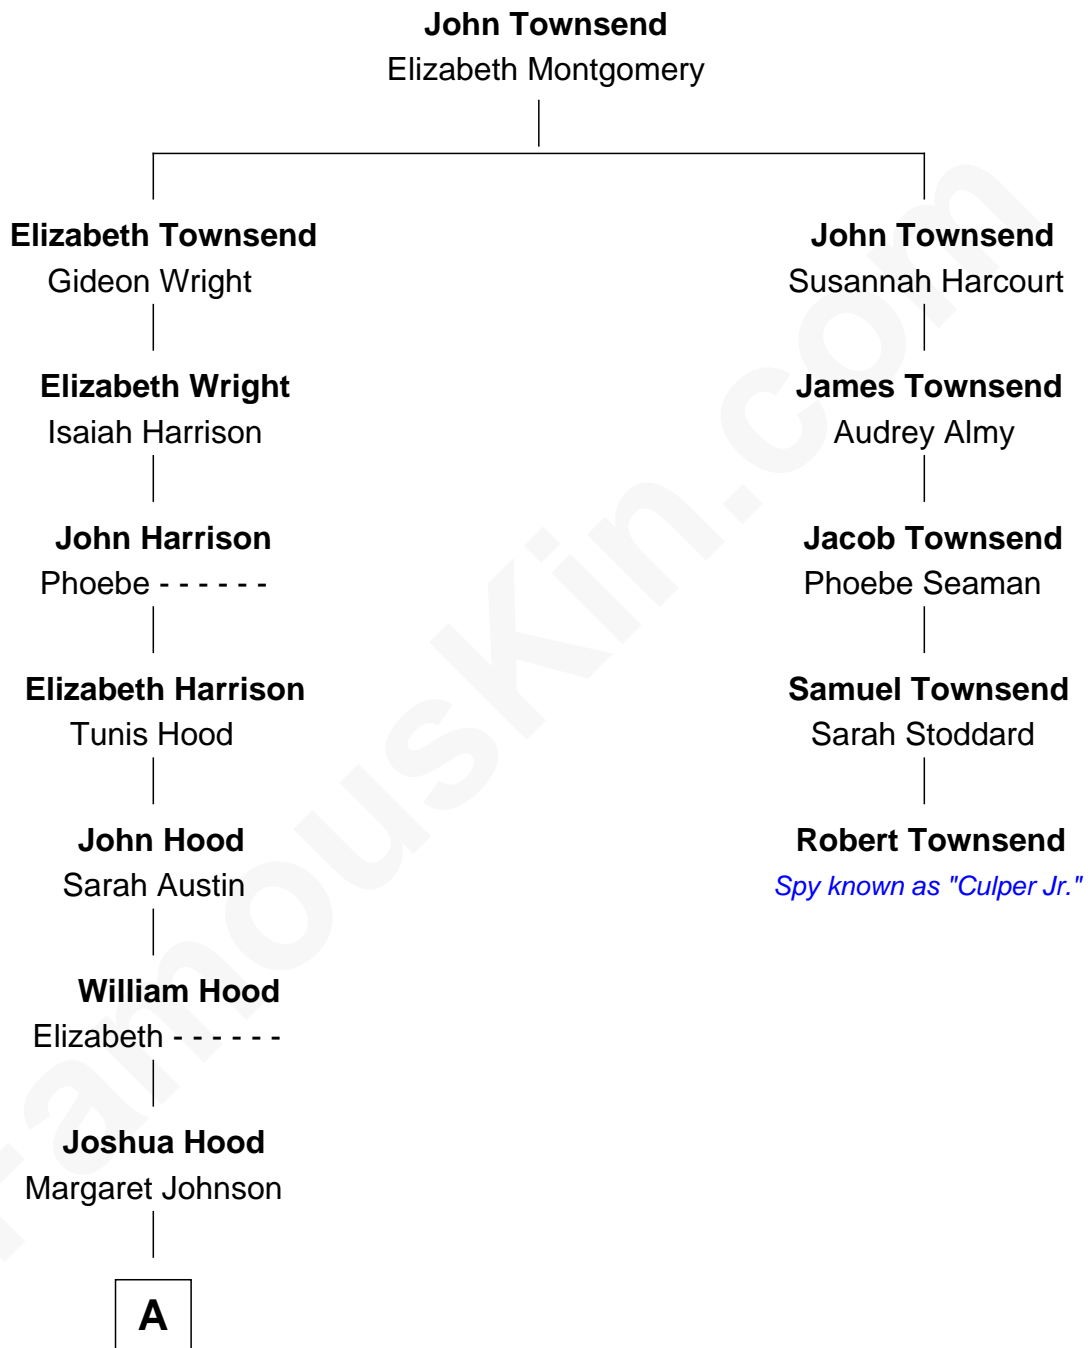 John Townsend
Elizabeth Montgomery
Elizabeth Townsend
Gideon Wright
John Townsend
Susannah Harcourt
Elizabeth Wright
Isaiah Harrison
James Townsend
Audrey Almy
John Harrison
Phoebe - - - - - -
Jacob Townsend
Phoebe Seaman
Elizabeth Harrison
Tunis Hood
Samuel Townsend
Sarah Stoddard
John Hood
Sarah Austin
Robert Townsend
Spy known as "Culper Jr."
William Hood
Elizabeth - - - - - -
Joshua Hood
Margaret Johnson
A
FamousKin.com